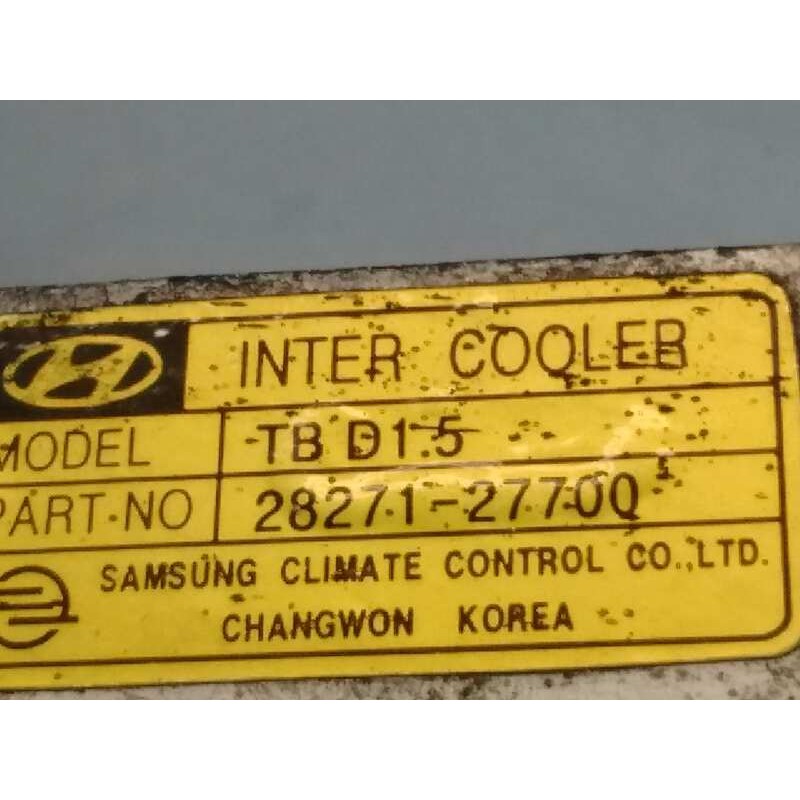 INTER COOLER
MODEL TB D1.5
PART-NO 28271-27700
SAMSUNG CLIMATE CONTROL CO.,LTD.
CHANGWON KOREA